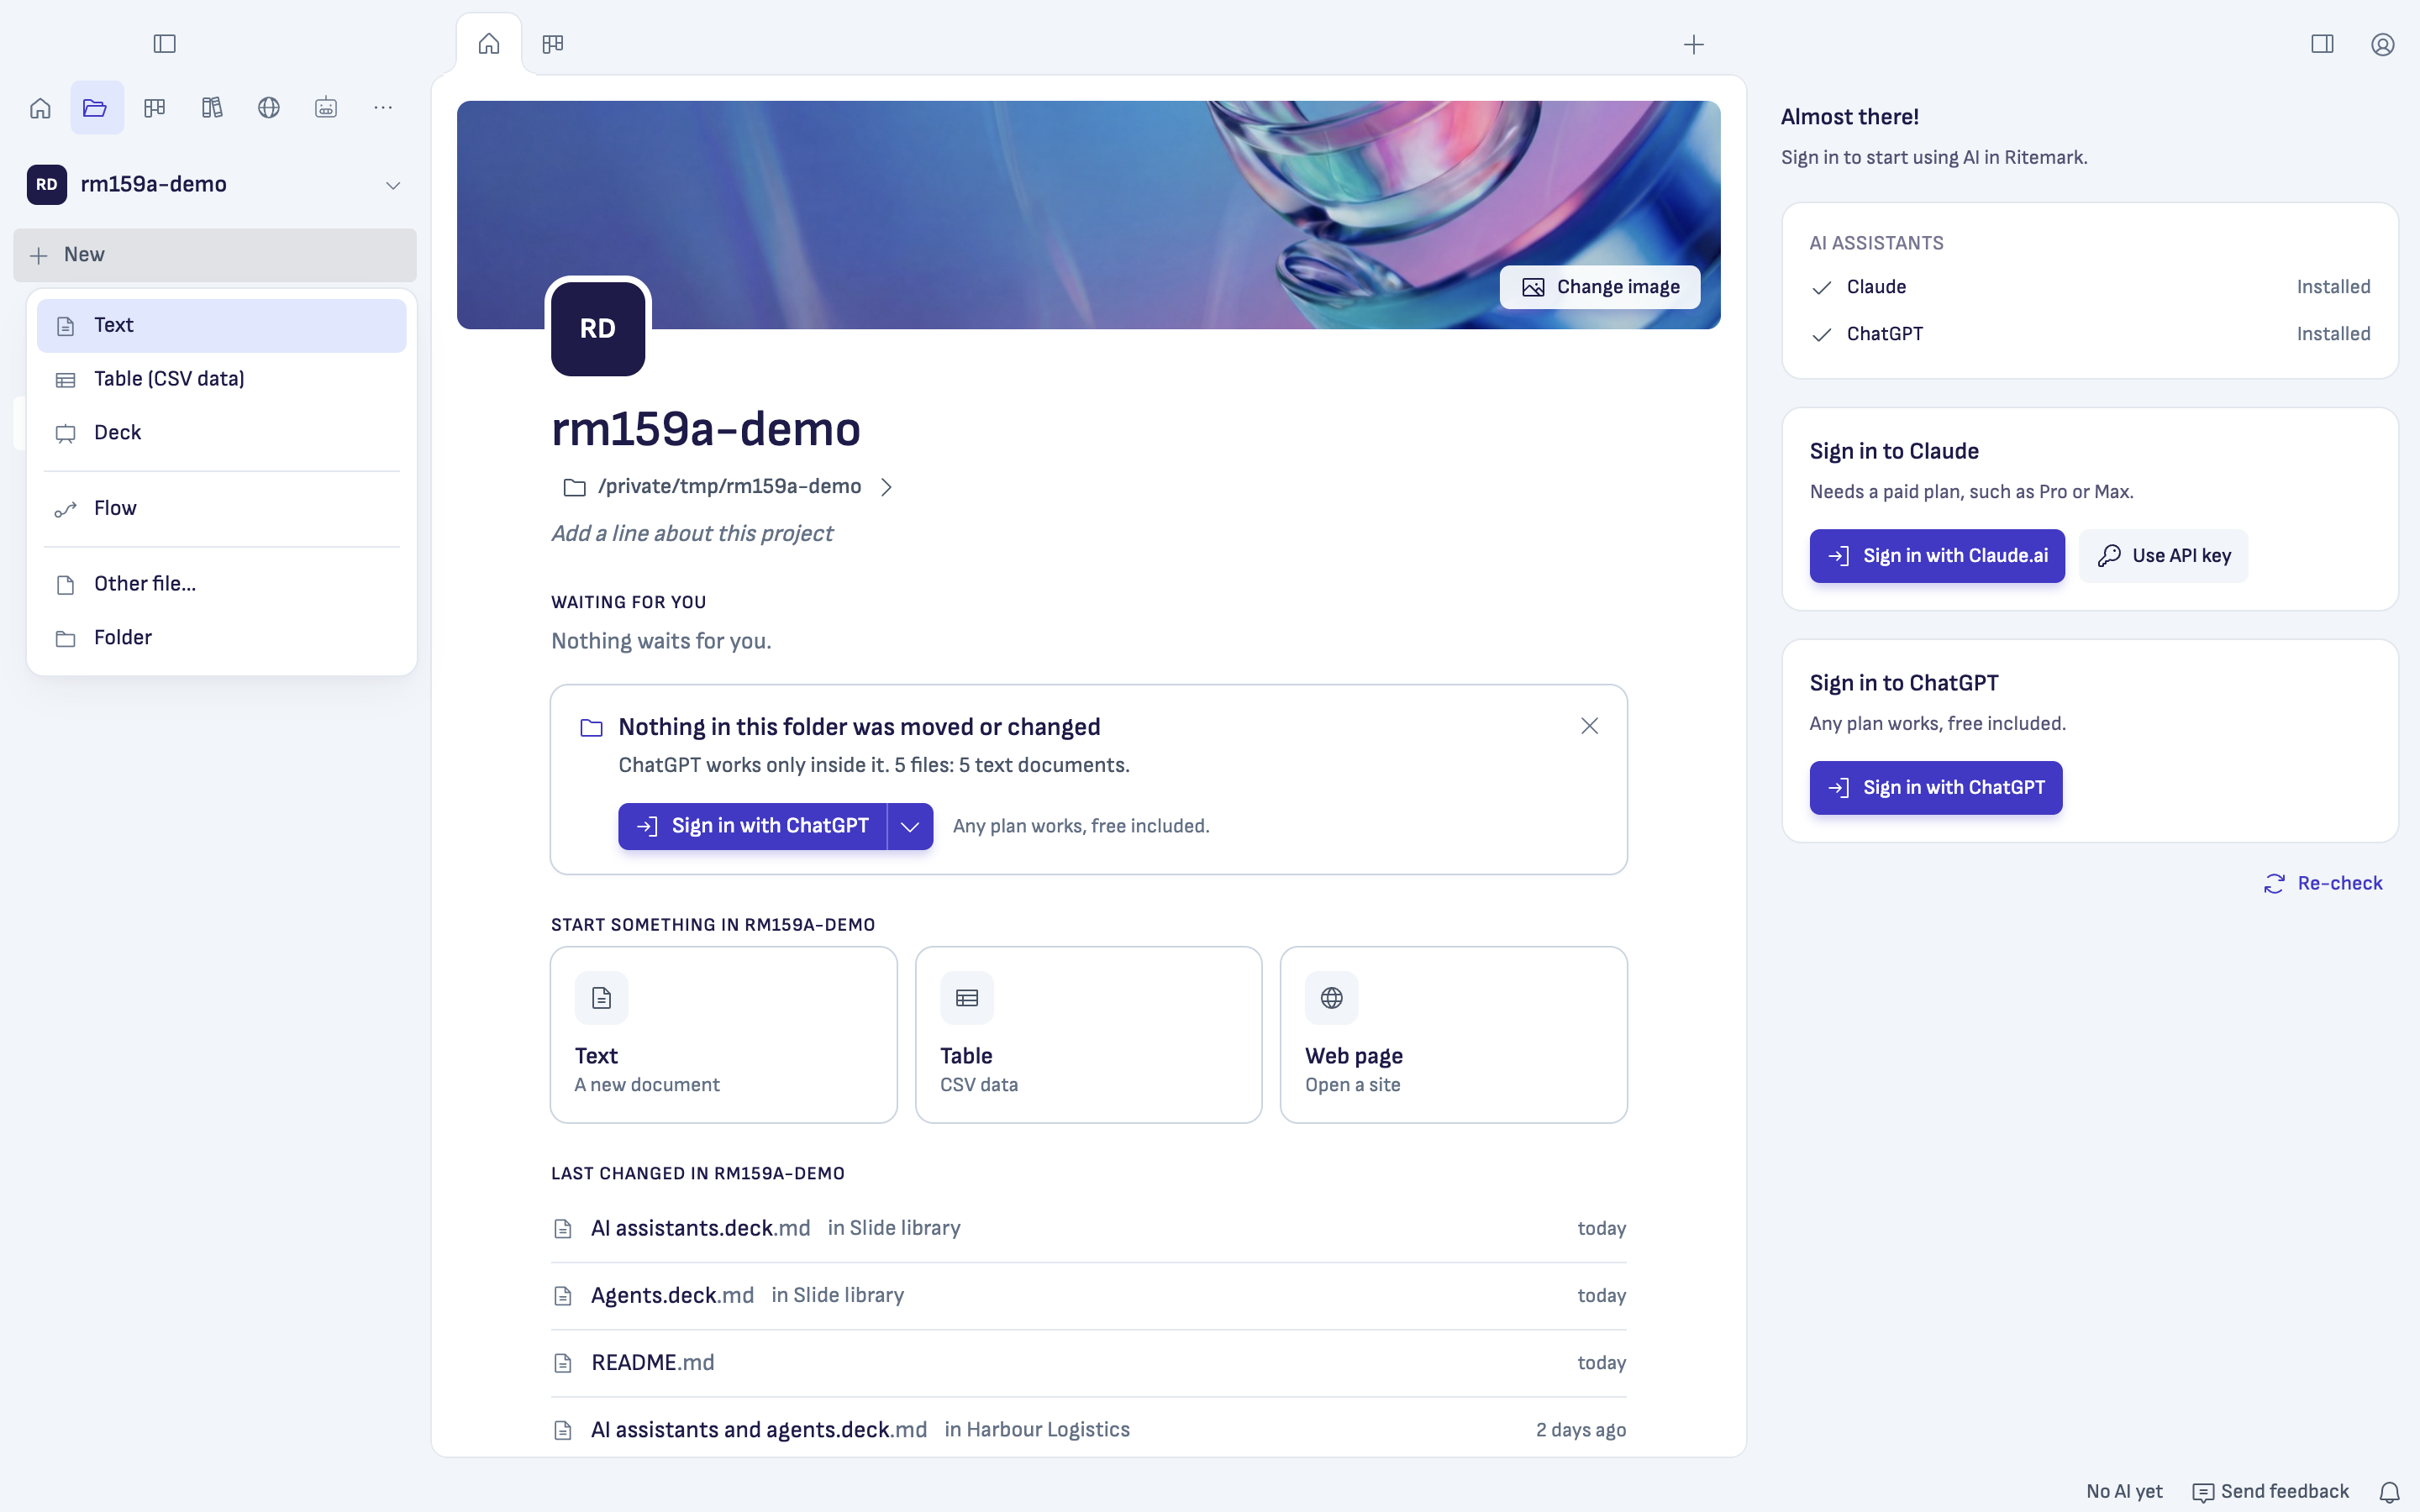 RD rm159a-demo
New
Text
Table (CSV data)
Deck
Flow
Other file...
Folder
Change image
RD
rm159a-demo
/private/tmp/rm159a-demo
Add a line about this project
WAITING FOR YOU
Nothing waits for you.
Nothing in this folder was moved or changed
ChatGPT works only inside it. 5 files: 5 text documents.
Sign in with ChatGPT Any plan works, free included.
START SOMETHING IN RM159A-DEMO
Text
A new document
Table
CSV data
Web page
Open a site
LAST CHANGED IN RM159A-DEMO
AI assistants.deck.md in Slide library today
Agents.deck.md in Slide library today
README.md today
AI assistants and agents.deck.md in Harbour Logistics 2 days ago
Almost there!
Sign in to start using AI in Ritemark.
AI ASSISTANTS
Claude Installed
ChatGPT Installed
Sign in to Claude
Needs a paid plan, such as Pro or Max.
Sign in with Claude.ai Use API key
Sign in to ChatGPT
Any plan works, free included.
Sign in with ChatGPT
Re-check
No AI yet Send feedback